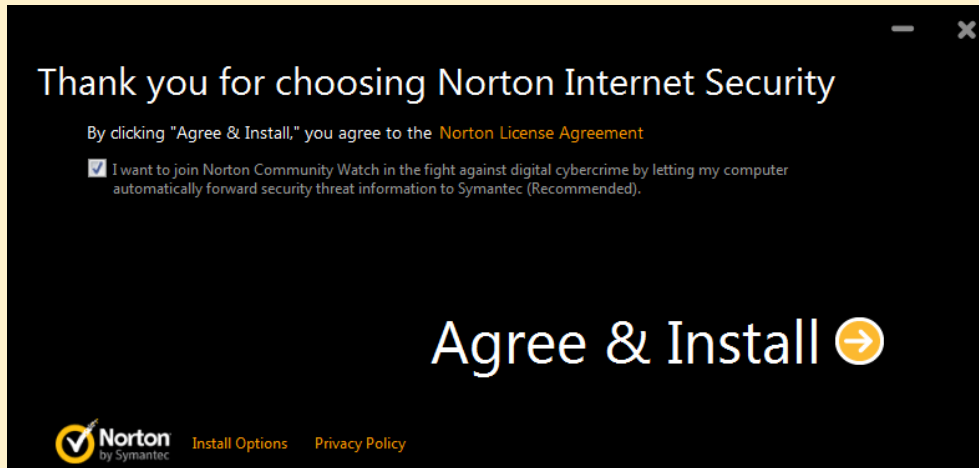 Thank you for choosing Norton Internet Security
By clicking "Agree & Install," you agree to the Norton License Agreement
I want to join Norton Community Watch in the fight against digital cybercrime by letting my computer
automatically forward security threat information to Symantec (Recommended).
Agree & Install
Norton
by Symantec
Install Options Privacy Policy